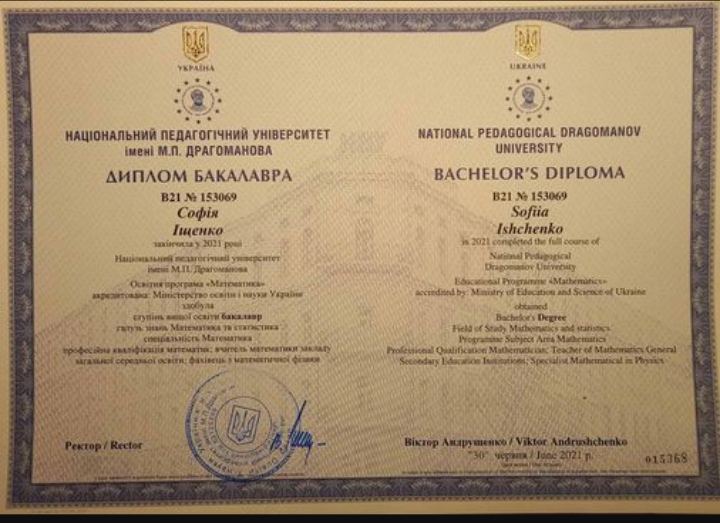 УКРАЇНА
НАЦІОНАЛЬНИЙ ПЕДАГОГІЧНИЙ УНІВЕРСИТЕТ
імені М.П. ДРАГОМАНОВА
ДИПЛОМ БАКАЛАВРА
В21 № 153069
Софія
Іщенко
закінчила у 2021 році
Національний педагогічний університет
імені М.П. Драгоманова
Освітня програма «Математика»
акредитована: Міністерство освіти і науки України
здобула
ступінь вищої освіти бакалавр
галузь знань Математика та статистика
спеціальність Математика
професійна кваліфікація математик; вчитель математики закладу
загальної середньої освіти; фахівець з математичної фізики
Ректор / Rector
UKRAINE
NATIONAL PEDAGOGICAL DRAGOMANOV
UNIVERSITY
BACHELOR'S DIPLOMA
B21 № 153069
Sofiia
Ishchenko
in 2021 completed the full course of
National Pedagogical
Dragomanov University
Educational Programme «Mathematics»
accredited by: Ministry of Education and Science of Ukraine
obtained
Bachelor's Degree
Field of Study Mathematics and statistics
Programme Subject Area Mathematics
Professional Qualification Mathematician; Teacher of Mathematics General
Secondary Education Institutions; Specialist Mathematical in Physics
Віктор Андрущенко / Viktor Andrushchenko
"30" червня / June 2021 р.
015368